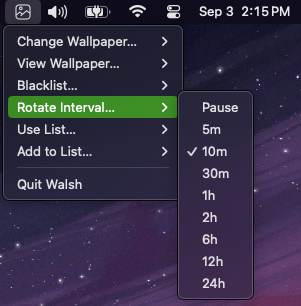 Sep 3 2:15 PM
Change Wallpaper...
View Wallpaper...
Blacklist...
Rotate Interval...
Use List...
Add to List...
Quit Walsh
Pause
5m
10m
30m
1h
2h
6h
12h
24h